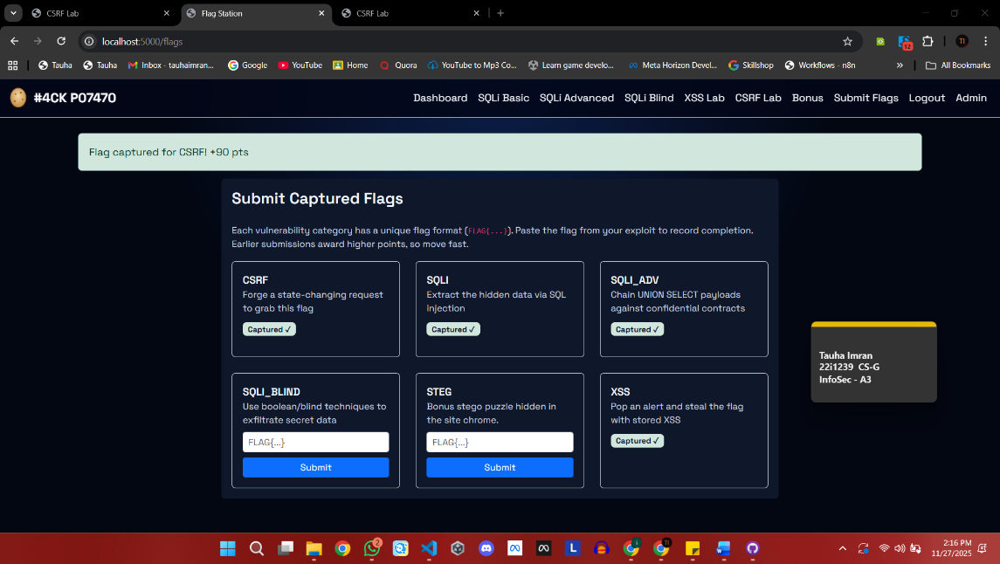 CSRF Lab
Flag Station
CSRF Lab
localhost:5000/flags
12
TI
Tauha
Tauha
Inbox - tauhaimran...
Google
YouTube
Home
Quora
YouTube to Mp3 Co...
Learn game develo...
Meta Horizon Devel...
Skillshop
Workflows - n8n
»
All Bookmarks
#4CK P07470
Dashboard
SQLi Basic
SQLi Advanced
SQLi Blind
XSS Lab
CSRF Lab
Bonus
Submit Flags
Logout
Admin
Flag captured for CSRF! +90 pts
Submit Captured Flags
Each vulnerability category has a unique flag format (FLAG{...}). Paste the flag from your exploit to record completion.
Earlier submissions award higher points, so move fast.
CSRF
Forge a state-changing request
to grab this flag
Captured ✓
SQLI
Extract the hidden data via SQL
injection
Captured ✓
SQLI_ADV
Chain UNION SELECT payloads
against confidential contracts
Captured ✓
Tauha Imran
22i1239 CS-G
InfoSec - A3
SQLI_BLIND
Use boolean/blind techniques to
exfiltrate secret data
FLAG{...}
Submit
STEG
Bonus stego puzzle hidden in
the site chrome.
FLAG{...}
Submit
XSS
Pop an alert and steal the flag
with stored XSS
Captured ✓
2
L
2:16 PM
11/27/2025